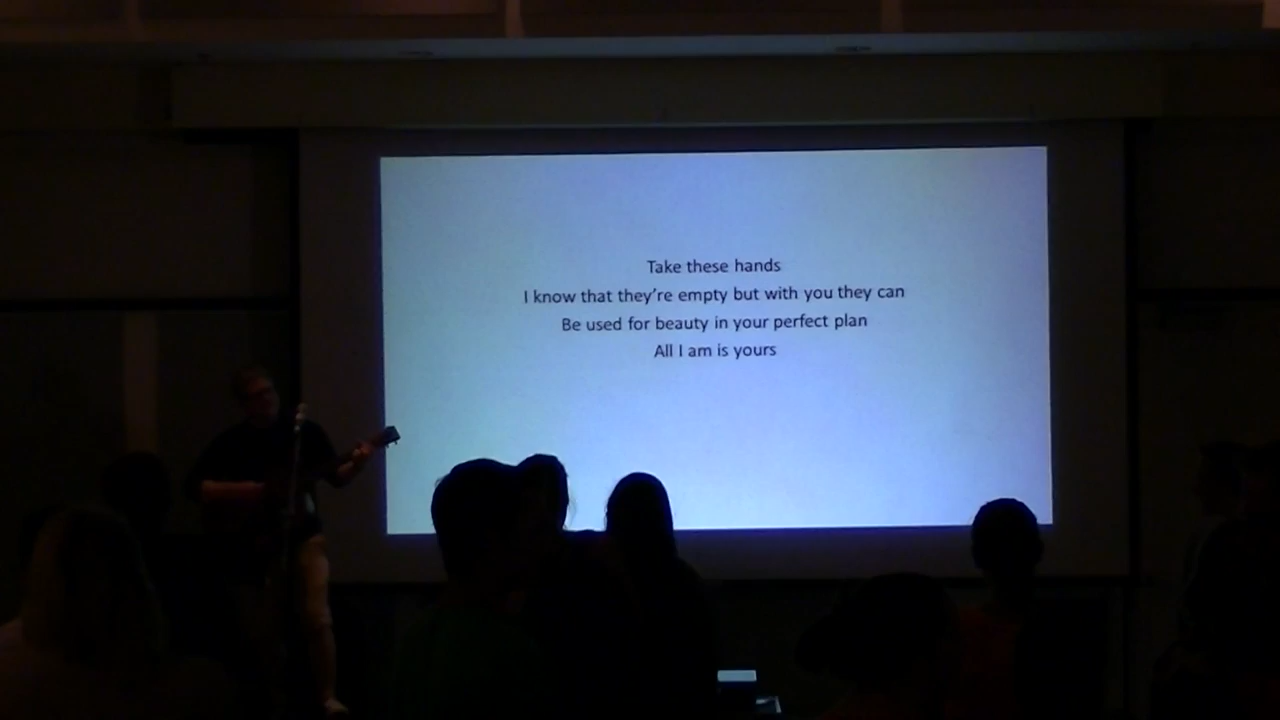 Take these hands
I know that they're empty but with you they can
Be used for beauty in your perfect plan
All I am is yours